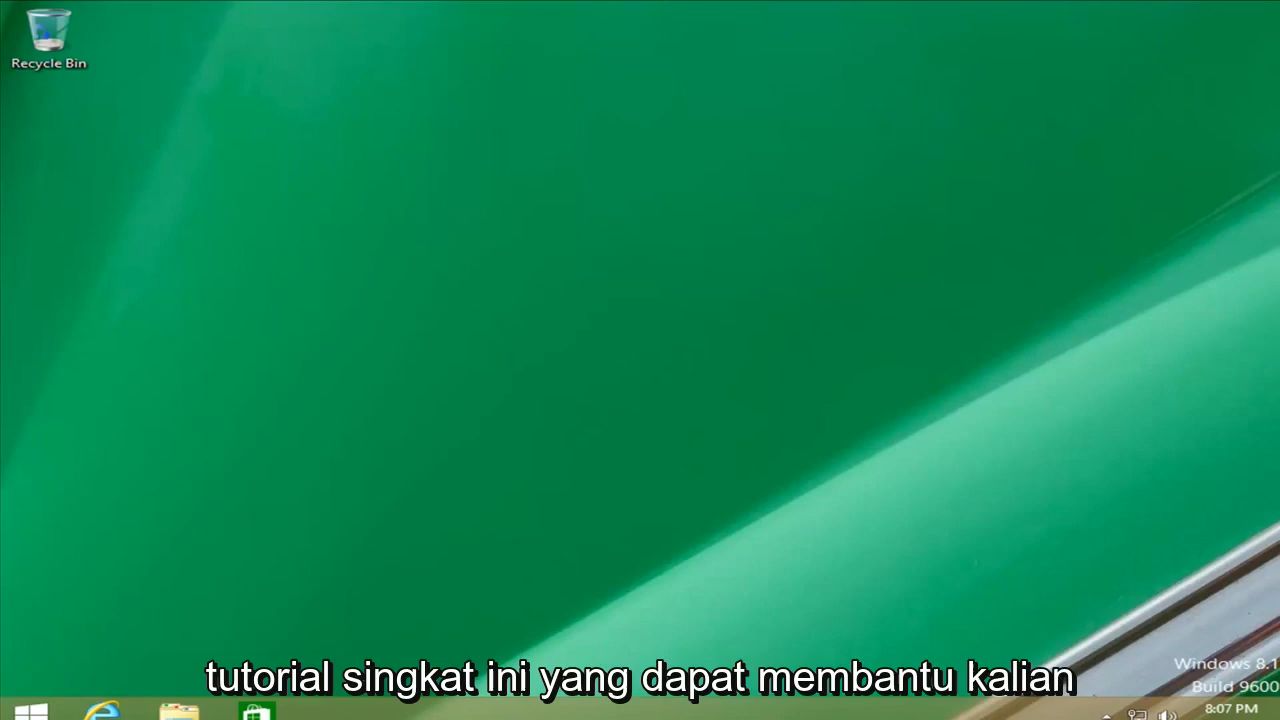 Recycle Bin
tutorial singkat ini yang dapat membantu kalian
Windows 8.1
Build 9600
8:07 PM